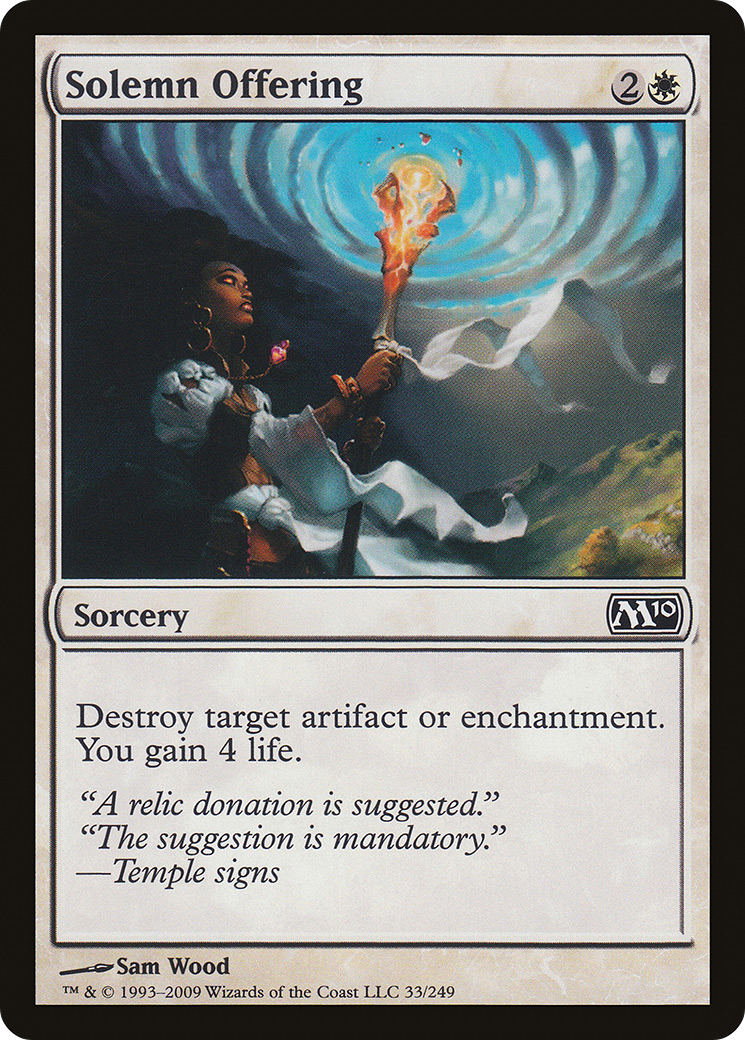 Solemn Offering 2
Sorcery M10
Destroy target artifact or enchantment.
You gain 4 life.
“A relic donation is suggested.”
“The suggestion is mandatory.”
—Temple signs
Sam Wood
™ & © 1993–2009 Wizards of the Coast LLC 33/249